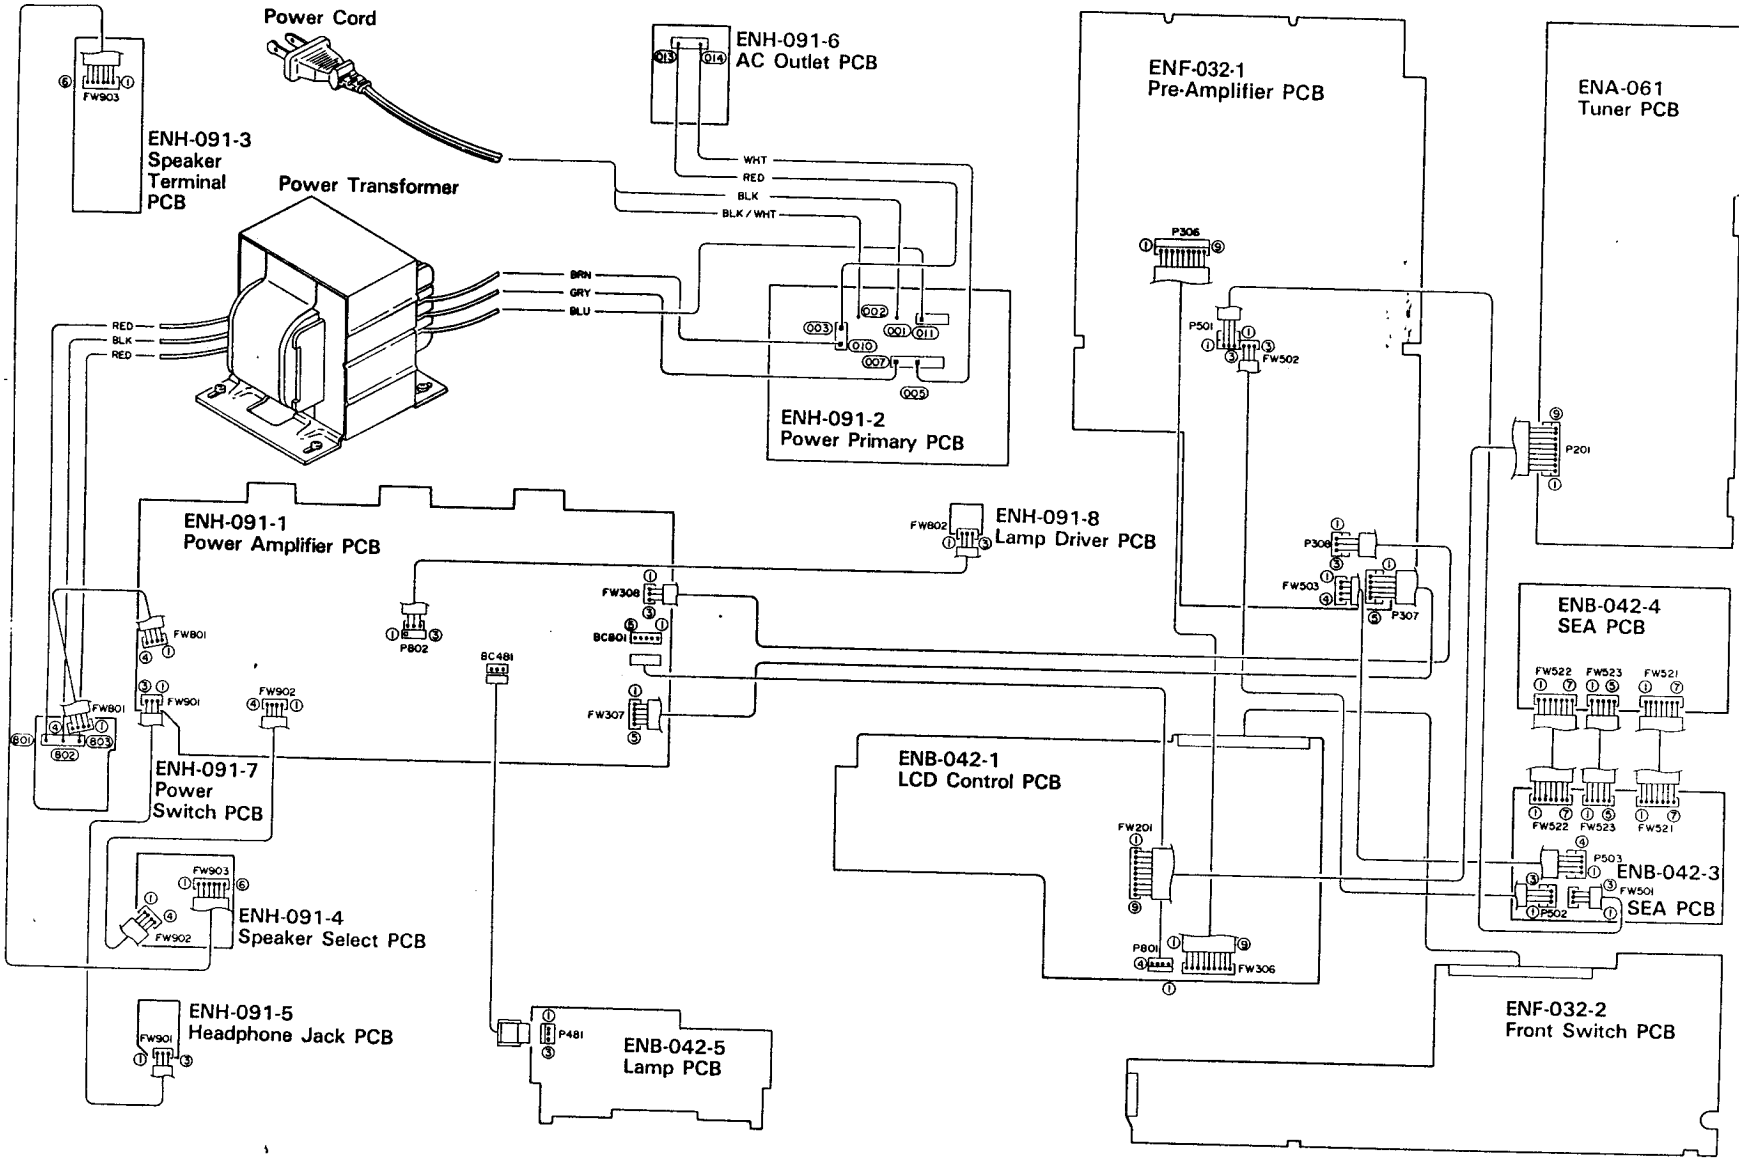 Power Cord
ENH-091-6
AC Outlet PCB
013
014
ENF-032-1
Pre-Amplifier PCB
ENA-061
Tuner PCB
6
1
FW903
ENH-091-3
Speaker
Terminal
PCB
Power Transformer
WHT
RED
BLK
BLK/WHT
BRN
GRY
BLU
RED
BLK
RED
002
003
001
011
010
007
005
ENH-091-2
Power Primary PCB
P306
1
9
P501
1
1
3
3
FW502
9
P201
1
ENH-091-1
Power Amplifier PCB
FW802
1
3
ENH-091-8
Lamp Driver PCB
1
P308
3
FW503
1
4
1
5
P307
1
FW308
3
6
1
BC801
1
3
P802
BC481
FW801
4
1
3
1
FW901
FW902
4
1
1
FW307
5
FW801
4
1
801
802
803
ENH-091-7
Power
Switch PCB
ENB-042-4
SEA PCB
FW522
FW523
FW521
1
7
1
5
1
7
1
7
1
5
1
7
FW522
FW523
FW521
ENB-042-1
LCD Control PCB
FW201
1
9
P801
4
1
1
9
FW306
4
P503
1
ENB-042-3
3
FW501
1
SEA PCB
3
1
P502
FW903
1
6
1
4
FW902
ENH-091-4
Speaker Select PCB
ENH-091-5
Headphone Jack PCB
FW901
1
3
1
P481
3
ENB-042-5
Lamp PCB
ENF-032-2
Front Switch PCB